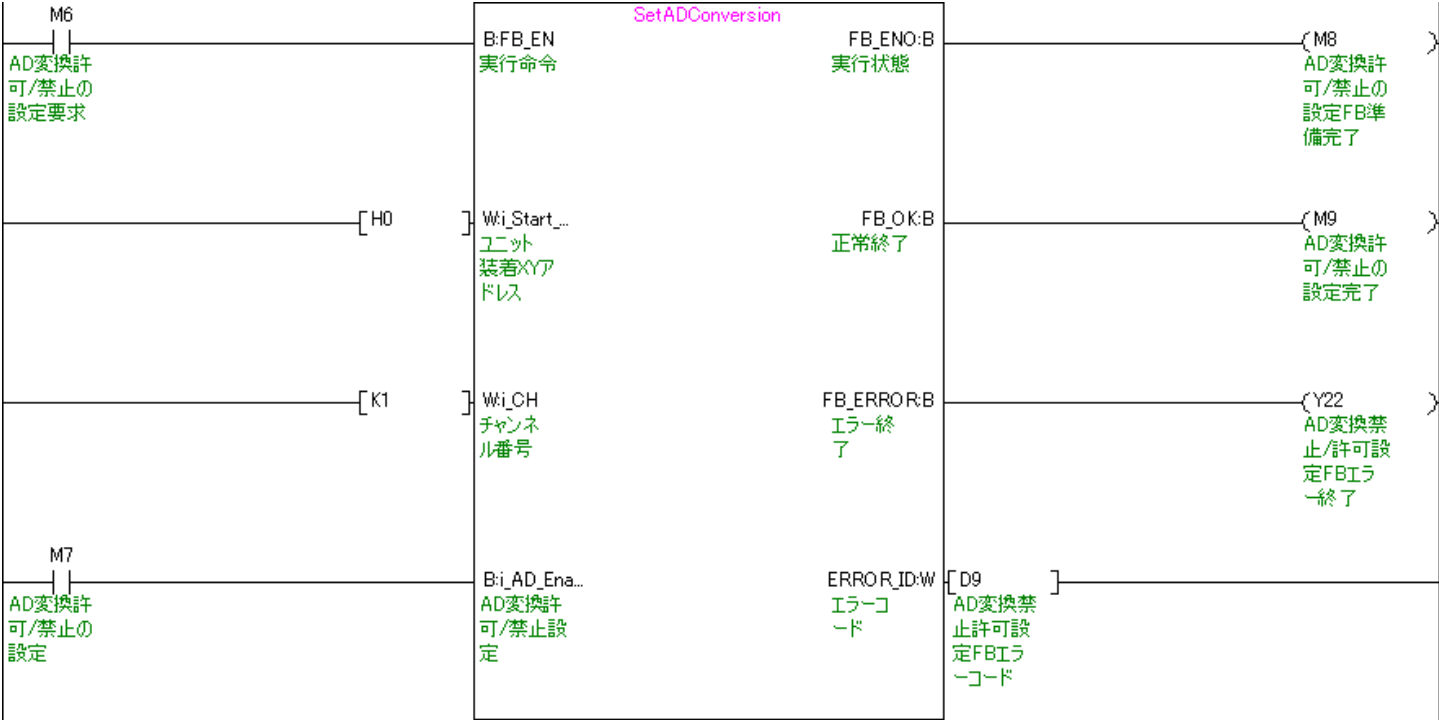 SetADConversion
M6
AD変換許
可/禁止の
設定要求
B:FB_EN
実行命令
FB_ENO:B
実行状態
M8
AD変換許
可/禁止の
設定FB準
備完了
H0
W:i_Start_...
ユニット
装着XYア
ドレス
FB_OK:B
正常終了
M9
AD変換許
可/禁止の
設定完了
K1
W:i_CH
チャンネ
ル番号
FB_ERROR:B
エラー終
了
Y22
AD変換禁
止/許可設
定FBエラ
ー終了
M7
AD変換許
可/禁止の
設定
B:i_AD_Ena...
AD変換許
可/禁止設
定
ERROR_ID:W
エラーコ
ード
D9
AD変換禁
止許可設
定FBエラ
ーコード